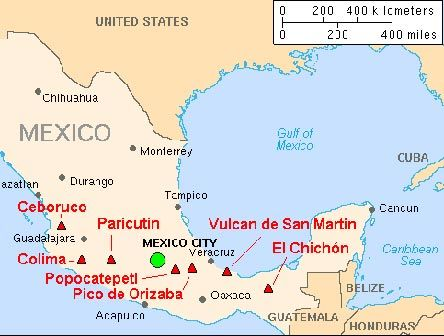 UNITED STATES
0 200 400 kilometers
0 200 400 miles
Chihuahua
MEXICO
Gulf of
Mexico
Monterrey
CUBA
azatlan
Durango
Tampico
Ceboruco
Paricutin
Cancun
Guadalajara
MEXICO CITY
Veracruz
Vulcan de San Martin
Caribbean
Sea
Colima
El Chichón
Popocatepetl
Pico de Orizaba
Oaxaca
BELIZE
Acapulco
GUATEMALA
HONDURAS